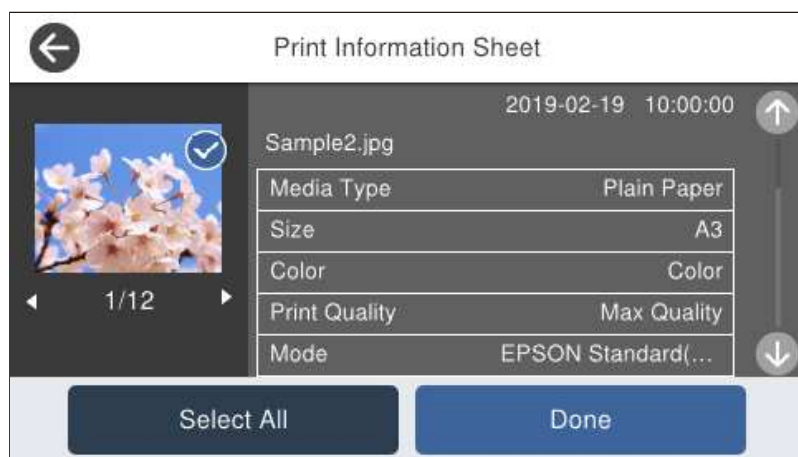 Print Information Sheet
2019-02-19 10:00:00
Sample2.jpg
Media Type Plain Paper
Size A3
Color Color
1/12
Print Quality Max Quality
Mode EPSON Standard(...
Select All Done